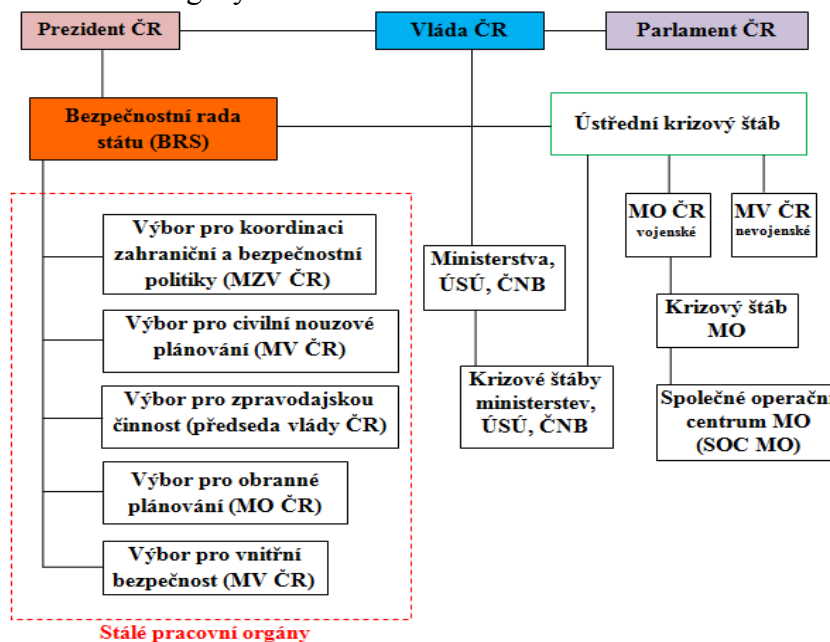 Prezident ČR
Vláda ČR
Parlament ČR
Bezpečnostní rada
státu (BRS)
Ústřední krizový štáb
MO ČR
vojenské
MV ČR
nevojenské
Výbor pro koordinaci
zahraniční a bezpečnostní
politiky (MZV ČR)
Ministerstva,
ÚSÚ, ČNB
Krizový štáb
MO
Výbor pro civilní nouzové
plánování (MV ČR)
Krizové štáby
ministerstev,
ÚSÚ, ČNB
Společné operační
centrum MO
(SOC MO)
Výbor pro zpravodajskou
činnost (předseda vlády ČR)
Výbor pro obranné
plánování (MO ČR)
Výbor pro vnitřní
bezpečnost (MV ČR)
Stálé pracovní orgány